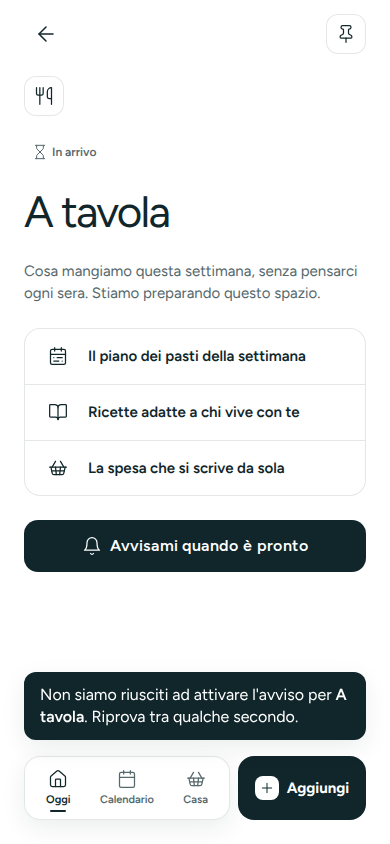 In arrivo
A tavola
Cosa mangiamo questa settimana, senza pensarci
ogni sera. Stiamo preparando questo spazio.
Il piano dei pasti della settimana
Ricette adatte a chi vive con te
La spesa che si scrive da sola
Avvisami quando è pronto
Non siamo riusciti ad attivare l'avviso per A
tavola. Riprova tra qualche secondo.
Oggi
Calendario
Casa
Aggiungi